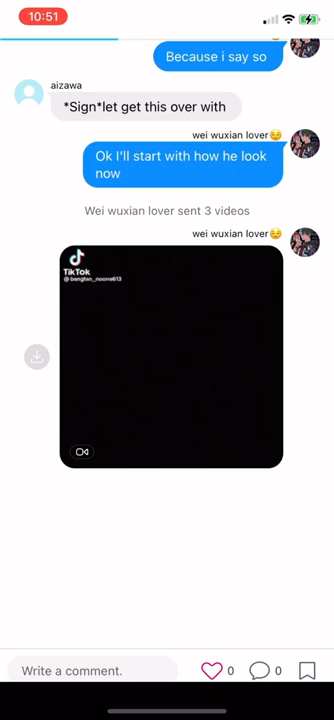 10:51
Because i say so
aizawa
*Sign*let get this over with
wei wuxian lover😌
Ok I’ll start with how he look
now
Wei wuxian lover sent 3 videos
wei wuxian lover😌
TikTok
@bangtan_noona613
Write a comment.
0
0